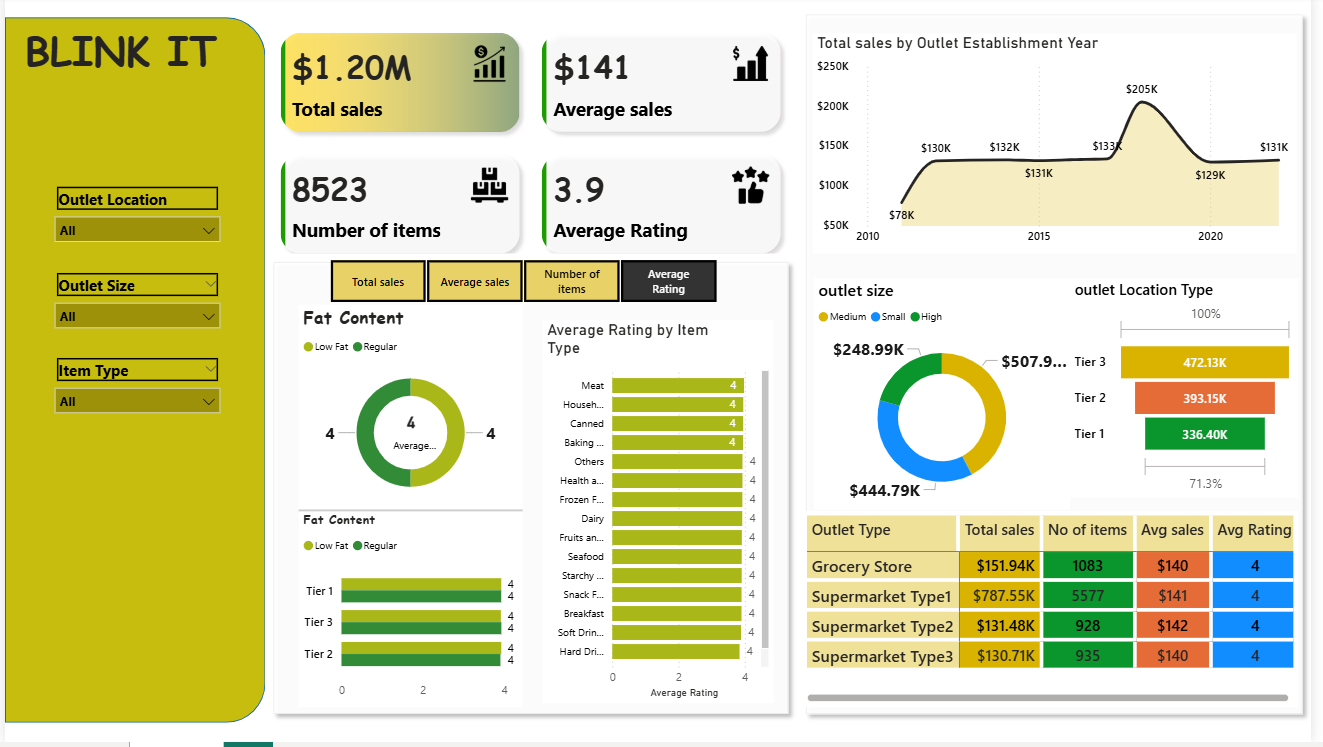 BLINK IT
Outlet Location
All
Outlet Size
All
Item Type
All
$1.20M
Total sales
$
$141
Average sales
8523
Number of items
3.9
Average Rating
Total sales
Average sales
Number of
items
Average
Rating
Fat Content
Low Fat Regular
4
4
Average...
4
Fat Content
Low Fat Regular
Tier 1
4
4
Tier 3
4
4
Tier 2
4
4
0 2 4
Average Rating by Item
Type
Meat 4
Househ... 4
Canned 4
Baking ... 4
Others 4
Health a... 4
Frozen F... 4
Dairy 4
Fruits an... 4
Seafood 4
Starchy ... 4
Snack F... 4
Breakfast 4
Soft Drin... 4
Hard Dri... 4
0 2 4
Average Rating
Total sales by Outlet Establishment Year
$250K
$200K
$150K
$100K
$50K
$78K
$130K
$132K
$131K
$133K
$205K
$129K
$131K
2010 2015 2020
outlet size
Medium Small High
$248.99K
$507.9...
$444.79K
outlet Location Type
100%
Tier 3 472.13K
Tier 2 393.15K
Tier 1 336.40K
71.3%
Outlet Type Total sales No of items Avg sales Avg Rating
Grocery Store $151.94K 1083 $140 4
Supermarket Type1 $787.55K 5577 $141 4
Supermarket Type2 $131.48K 928 $142 4
Supermarket Type3 $130.71K 935 $140 4